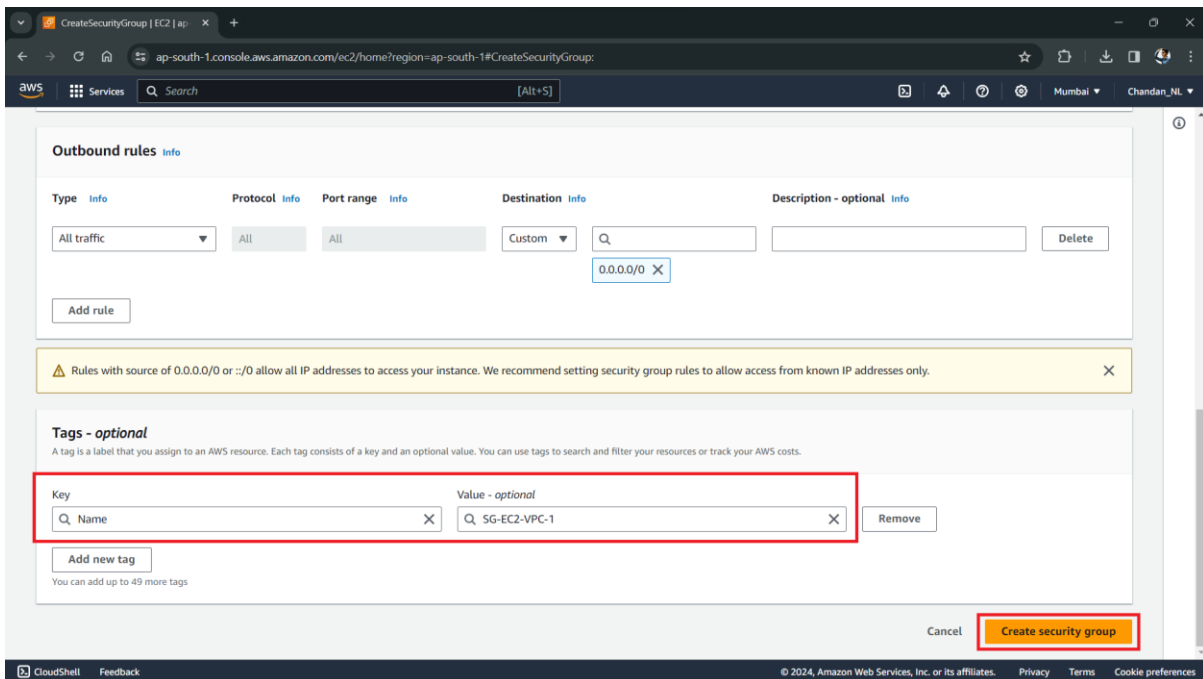 CreateSecurityGroup | EC2 | ap-
ap-south-1.console.aws.amazon.com/ec2/home?region=ap-south-1#CreateSecurityGroup:
aws Services Search [Alt+S] Mumbai Chandan_NL
Outbound rules Info
Type Info Protocol Info Port range Info Destination Info Description - optional Info
All traffic All All Custom Delete
0.0.0.0/0
Add rule
Rules with source of 0.0.0.0/0 or ::/0 allow all IP addresses to access your instance. We recommend setting security group rules to allow access from known IP addresses only.
Tags - optional
A tag is a label that you assign to an AWS resource. Each tag consists of a key and an optional value. You can use tags to search and filter your resources or track your AWS costs.
Key Value - optional
Name SG-EC2-VPC-1 Remove
Add new tag
You can add up to 49 more tags
Cancel Create security group
CloudShell Feedback © 2024, Amazon Web Services, Inc. or its affiliates. Privacy Terms Cookie preferences